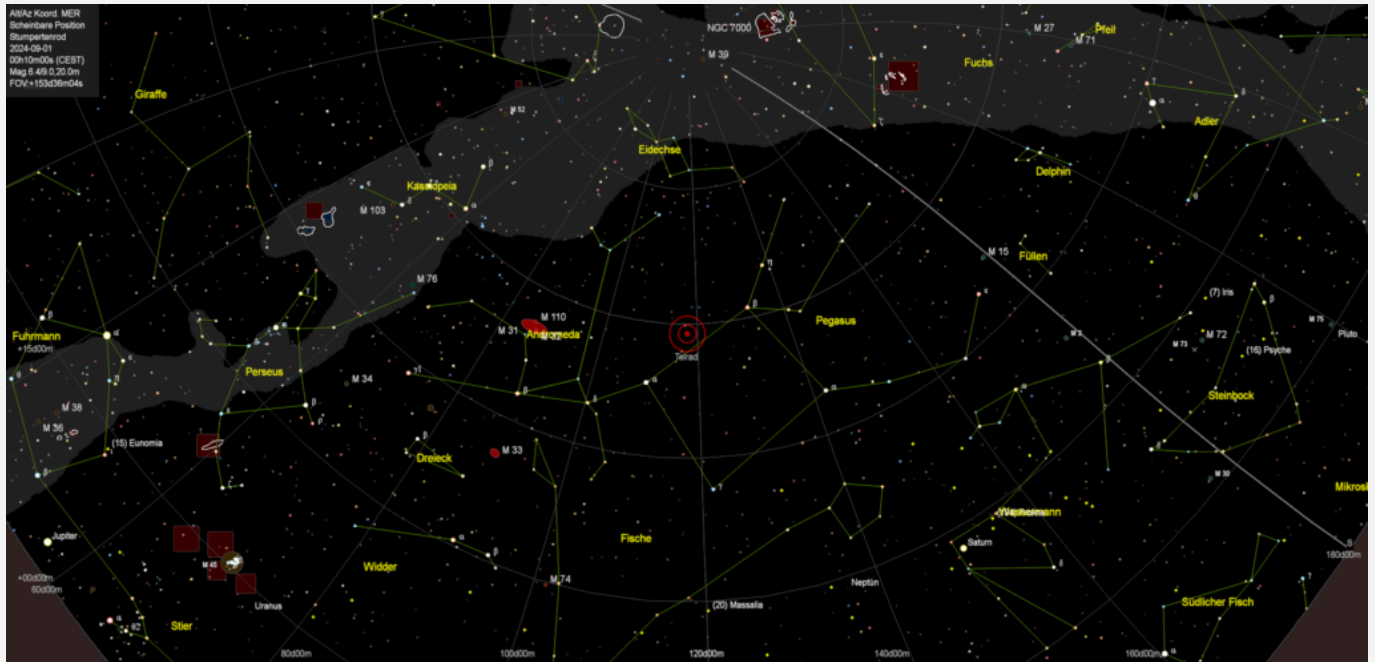 Alt/Az Koord. MER
Scheinbare Position
Stumpertenrod
2024-09-01
00h10m00s (CEST)
Mag:6.4/9.0,20.0m
FOV:+153d36m04s
NGC 7000
M 27
Pfeil
M 71
M 39
Fuchs
Giraffe
ε
γ
α
M 52
Adler
Eidechse
β
Delphin
Kassiopeia
ε
δ
α
M 103
θ
M 15
Füllen
η
M 76
ε
(7) Iris
β
γ
β
M 110
M 31
Andromeda
Pegasus
M 75
Pluto
Fuhrmann
α
+15d00m
M 2
M 72
M 73
(16) Psyche
Telrad
Perseus
M 34
β
α
α
β
α
Steinbock
M 38
M 36
β
ρ
ε
(15) Eunomia
β
Dreieck
M 33
δ
M 30
Mikrosk
β
Fische
Jupiter
Saturn
S
180d00m
M 45
Widder
α
β
M 74
Neptun
δ
+00d00m
60d00m
Uranus
(20) Massalia
Südlicher Fisch
γ
α
θ2
Stier
80d00m
100d00m
120d00m
140d00m
160d00m
α